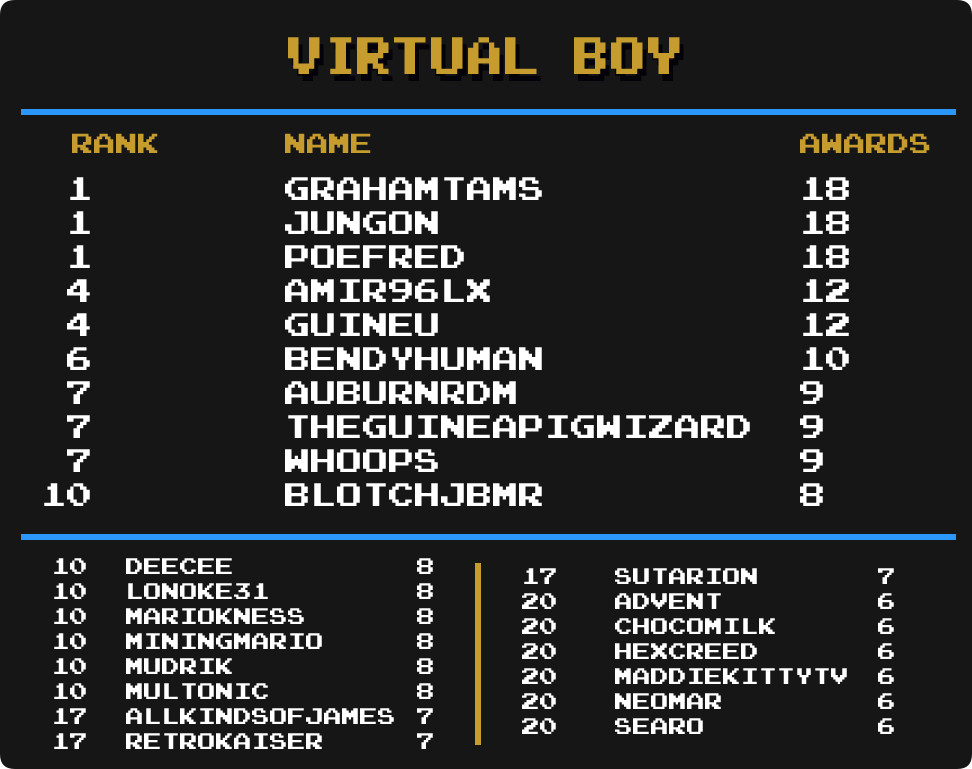 VIRTUAL BOY
RANK NAME AWARDS
1 GRAHAMTAMS 18
1 JUNGON 18
1 POEFRED 18
4 AMIR96LX 12
4 GUINEU 12
6 BENDYHUMAN 10
7 AUBURNRDM 9
7 THEGUINEAPIGWIZARD 9
7 WHOOPS 9
10 BLOTCHJBMR 8
10 DEECEE 8
10 LONOKE31 8
10 MARIOKNESS 8
10 MININGMARIO 8
10 MUDRIK 8
10 MULTONIC 8
17 ALLKINDSOFJAMES 7
17 RETROKAISER 7
17 SUTARION 7
20 ADVENT 6
20 CHOCOMILK 6
20 HEXCREED 6
20 MADDIEKITTYTV 6
20 NEOMAR 6
20 SEARO 6